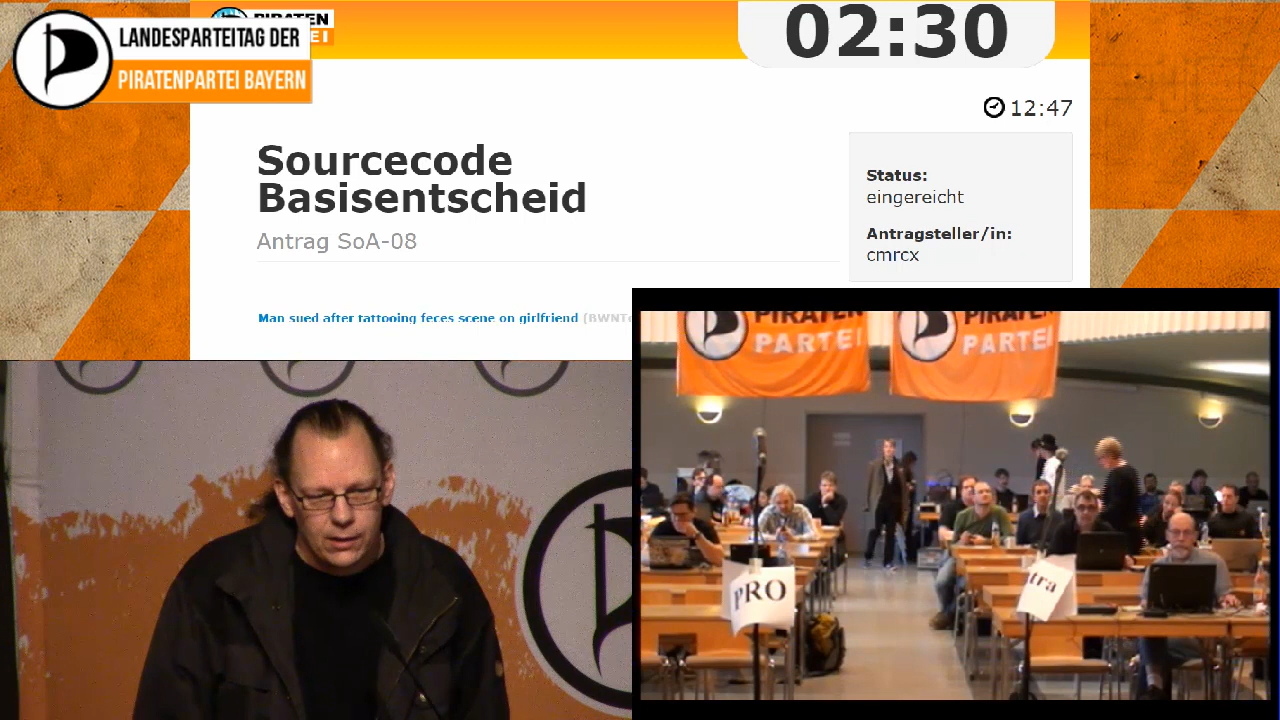 LANDESPARTEITAG DER
PIRATENPARTEI BAYERN
PIRATEN
02:30
12:47
Sourcecode
Basisentscheid
Antrag SoA-08
Status:
eingereicht
Antragsteller/in:
cmrcx
Man sued after tattooing feces scene on girlfriend
PIRATEN
PARTEI
PIRATEN
PARTEI
PRO
tra